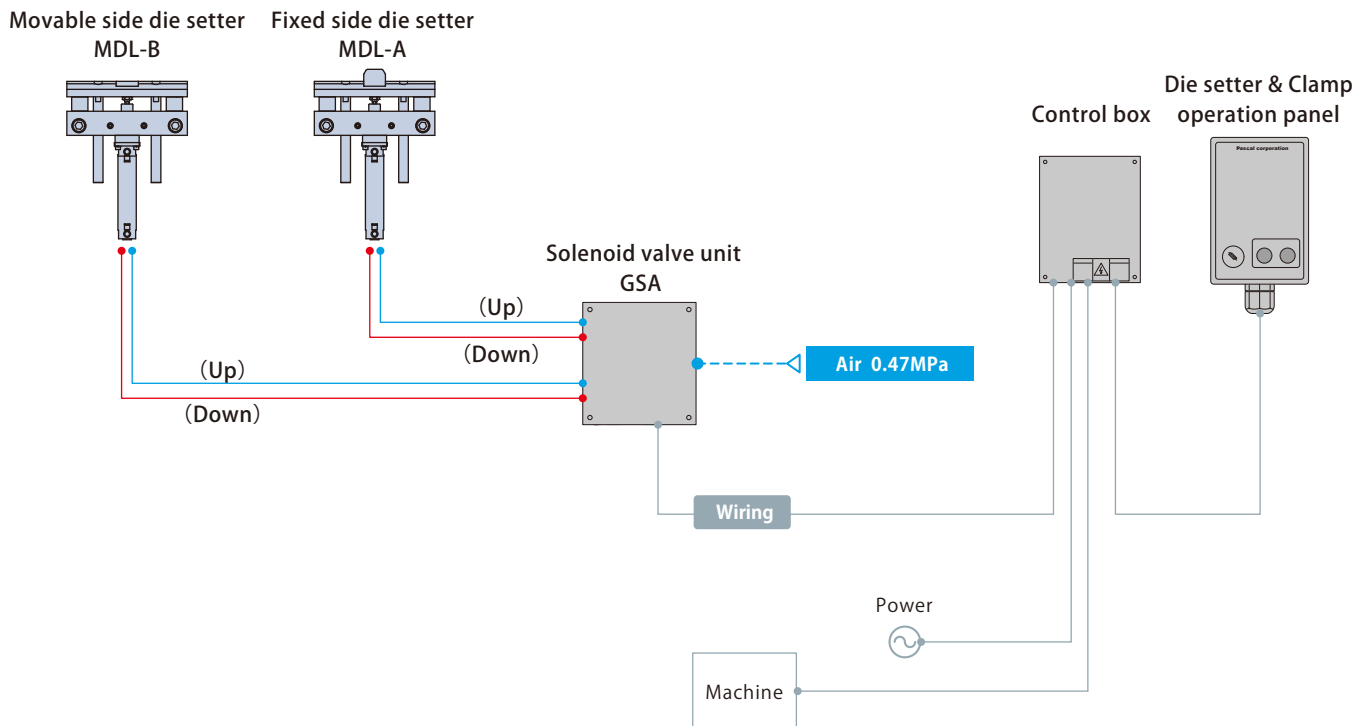 Movable side die setter
MDL-B
Fixed side die setter
MDL-A
Die setter & Clamp
operation panel
Control box
Pascal corporation
Solenoid valve unit
GSA
(Up)
(Down)
(Up)
(Down)
Air 0.47MPa
Wiring
Power
Machine